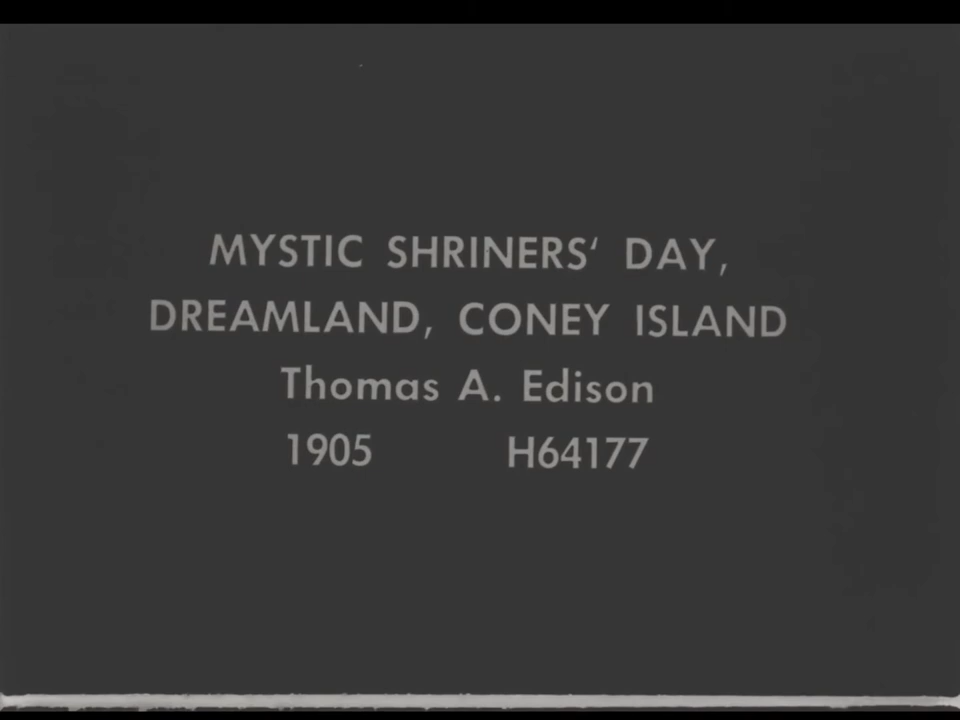 MYSTIC SHRINERS‘ DAY,
DREAMLAND, CONEY ISLAND
Thomas A. Edison
1905 H64177